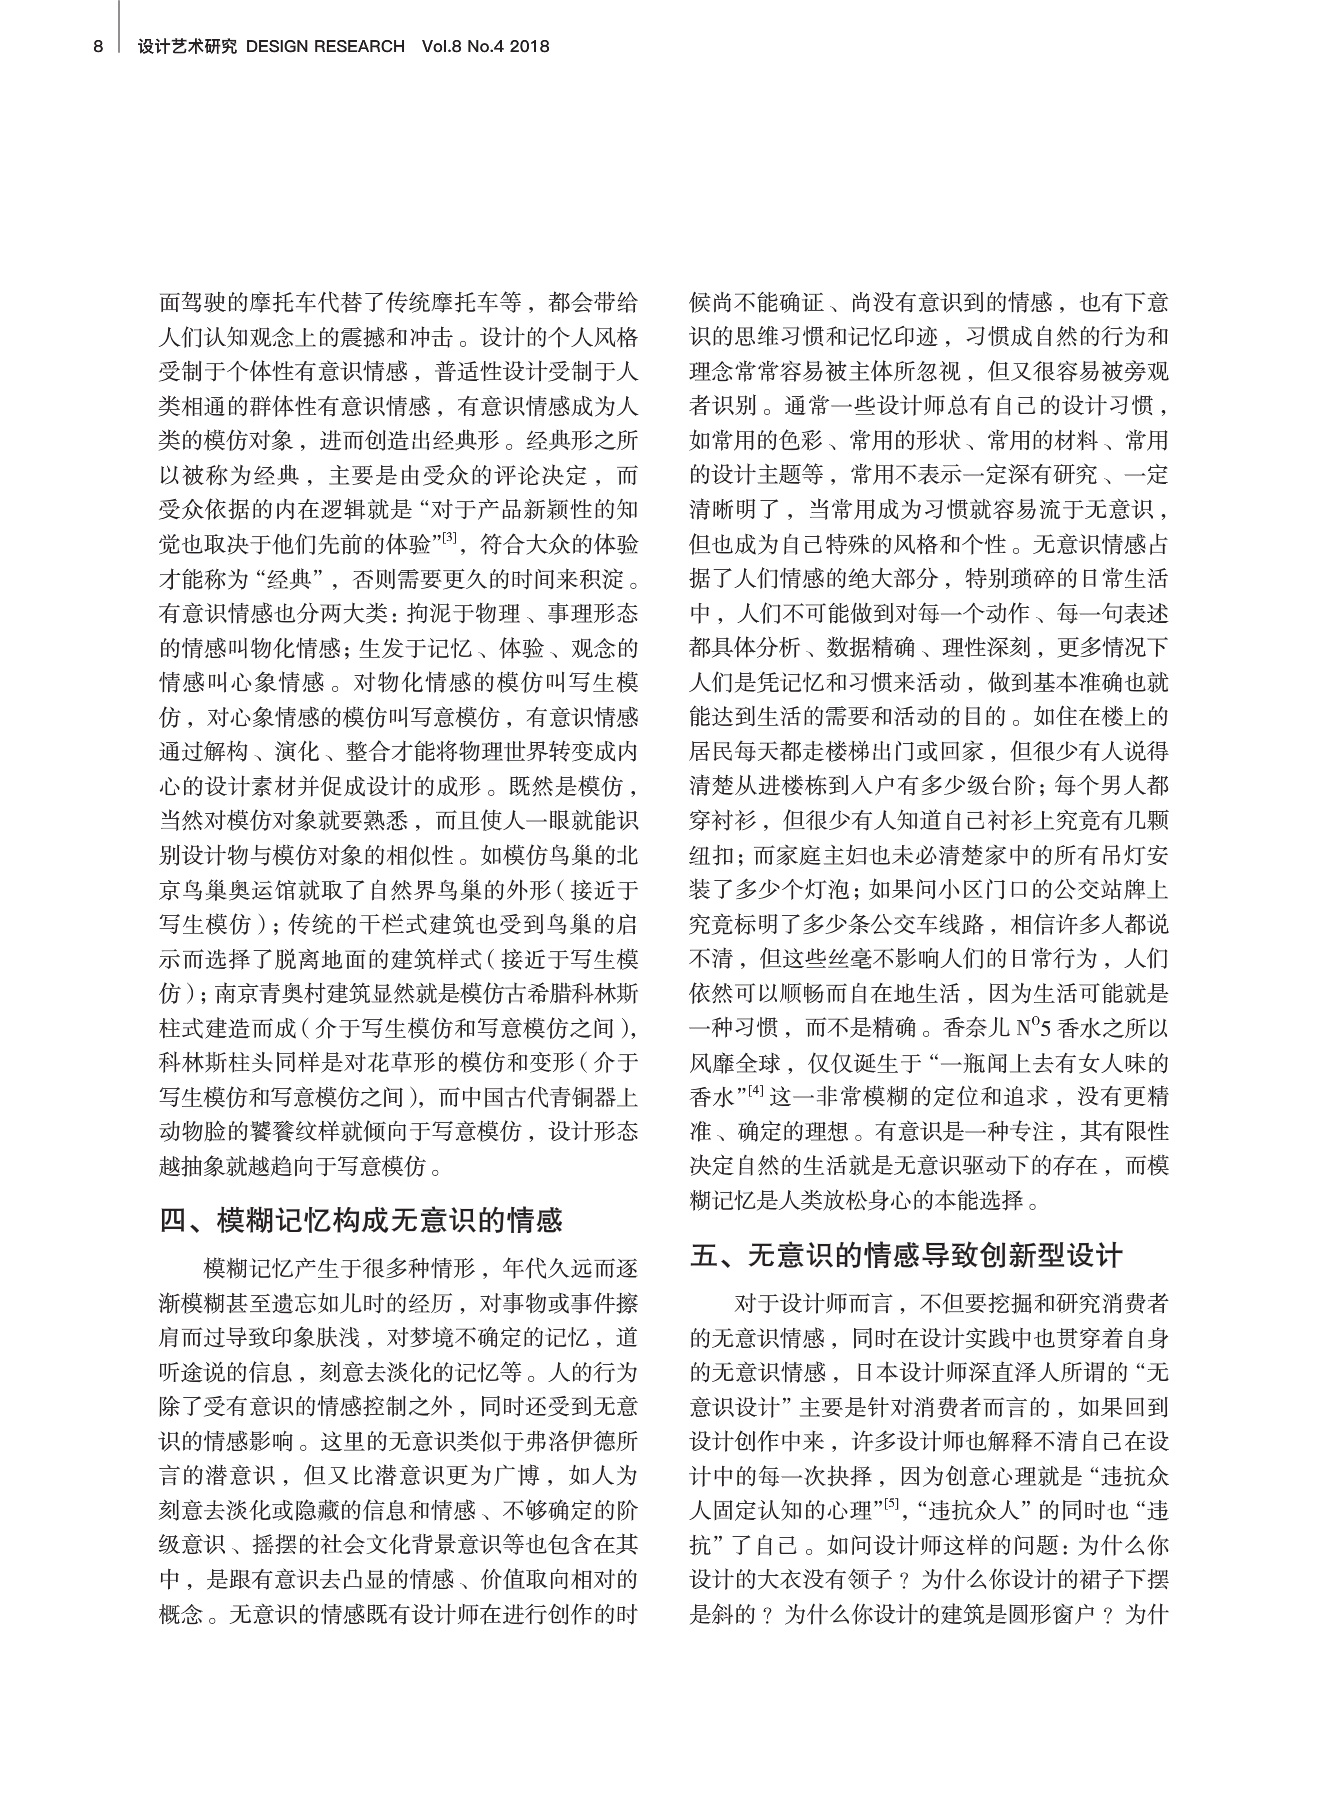 8 设计艺术研究 DESIGN RESEARCH Vol.8 No.4 2018
面驾驶的摩托车代替了传统摩托车等，都会带给
人们认知观念上的震撼和冲击。设计的个人风格
受制于个体性有意识情感，普适性设计受制于人
类相通的群体性有意识情感，有意识情感成为人
类的模仿对象，进而创造出经典形。经典形之所
以被称为经典，主要是由受众的评论决定，而
受众依据的内在逻辑就是“对于产品新颖性的知
觉也取决于他们先前的体验”[3]，符合大众的体验
才能称为“经典”，否则需要更久的时间来积淀。
有意识情感也分两大类：拘泥于物理、事理形态
的情感叫物化情感；生发于记忆、体验、观念的
情感叫心象情感。对物化情感的模仿叫写生模
仿，对心象情感的模仿叫写意模仿，有意识情感
通过解构、演化、整合才能将物理世界转变成内
心的设计素材并促成设计的成形。既然是模仿，
当然对模仿对象就要熟悉，而且使人一眼就能识
别设计物与模仿对象的相似性。如模仿鸟巢的北
京鸟巢奥运馆就取了自然界鸟巢的外形（接近于
写生模仿）；传统的干栏式建筑也受到鸟巢的启
示而选择了脱离地面的建筑样式（接近于写生模
仿）；南京青奥村建筑显然就是模仿古希腊科林斯
柱式建造而成（介于写生模仿和写意模仿之间），
科林斯柱头同样是对花草形的模仿和变形（介于
写生模仿和写意模仿之间），而中国古代青铜器上
动物脸的饕餮纹样就倾向于写意模仿，设计形态
越抽象就越趋向于写意模仿。
四、模糊记忆构成无意识的情感
模糊记忆产生于很多种情形，年代久远而逐
渐模糊甚至遗忘如儿时的经历，对事物或事件擦
肩而过导致印象肤浅，对梦境不确定的记忆，道
听途说的信息，刻意去淡化的记忆等。人的行为
除了受有意识的情感控制之外，同时还受到无意
识的情感影响。这里的无意识类似于弗洛伊德所
言的潜意识，但又比潜意识更为广博，如人为
刻意去淡化或隐藏的信息和情感、不够确定的阶
级意识、摇摆的社会文化背景意识等也包含在其
中，是跟有意识去凸显的情感、价值取向相对的
概念。无意识的情感既有设计师在进行创作的时
候尚不能确证、尚没有意识到的情感，也有下意
识的思维习惯和记忆印迹，习惯成自然的行为和
理念常常容易被主体所忽视，但又很容易被旁观
者识别。通常一些设计师总有自己的设计习惯，
如常用的色彩、常用的形状、常用的材料、常用
的设计主题等，常用不表示一定深有研究、一定
清晰明了，当常用成为习惯就容易流于无意识，
但也成为自己特殊的风格和个性。无意识情感占
据了人们情感的绝大部分，特别琐碎的日常生活
中，人们不可能做到对每一个动作、每一句表述
都具体分析、数据精确、理性深刻，更多情况下
人们是凭记忆和习惯来活动，做到基本准确也就
能达到生活的需要和活动的目的。如住在楼上的
居民每天都走楼梯出门或回家，但很少有人说得
清楚从进楼栋到入户有多少级台阶；每个男人都
穿衬衫，但很少有人知道自己衬衫上究竟有几颗
纽扣；而家庭主妇也未必清楚家中的所有吊灯安
装了多少个灯泡；如果问小区门口的公交站牌上
究竟标明了多少条公交车线路，相信许多人都说
不清，但这些丝毫不影响人们的日常行为，人们
依然可以顺畅而自在地生活，因为生活可能就是
一种习惯，而不是精确。香奈儿 Nº5 香水之所以
风靡全球，仅仅诞生于“一瓶闻上去有女人味的
香水”[4] 这一非常模糊的定位和追求，没有更精
准、确定的理想。有意识是一种专注，其有限性
决定自然的生活就是无意识驱动下的存在，而模
糊记忆是人类放松身心的本能选择。
五、无意识的情感导致创新型设计
对于设计师而言，不但要挖掘和研究消费者
的无意识情感，同时在设计实践中也贯穿着自身
的无意识情感，日本设计师深直泽人所谓的“无
意识设计”主要是针对消费者而言的，如果回到
设计创作中来，许多设计师也解释不清自己在设
计中的每一次抉择，因为创意心理就是“违抗众
人固定认知的心理”[5]，“违抗众人”的同时也“违
抗”了自己。如问设计师这样的问题：为什么你
设计的大衣没有领子？为什么你设计的裙子下摆
是斜的？为什么你设计的建筑是圆形窗户？为什